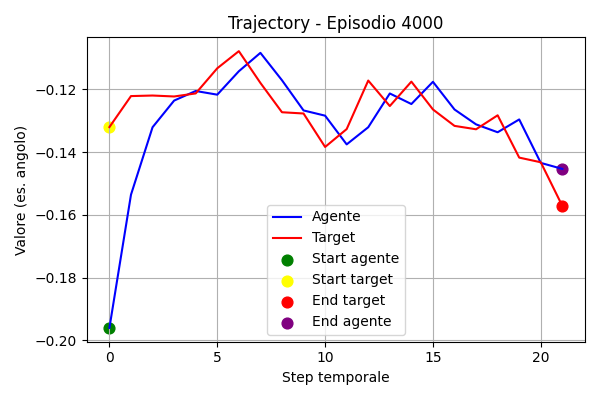 Trajectory - Episodio 4000
Valore (es. angolo)
−0.12
−0.14
−0.16
−0.18
−0.20
Agente
Target
Start agente
Start target
End target
End agente
0
5
10
15
20
Step temporale